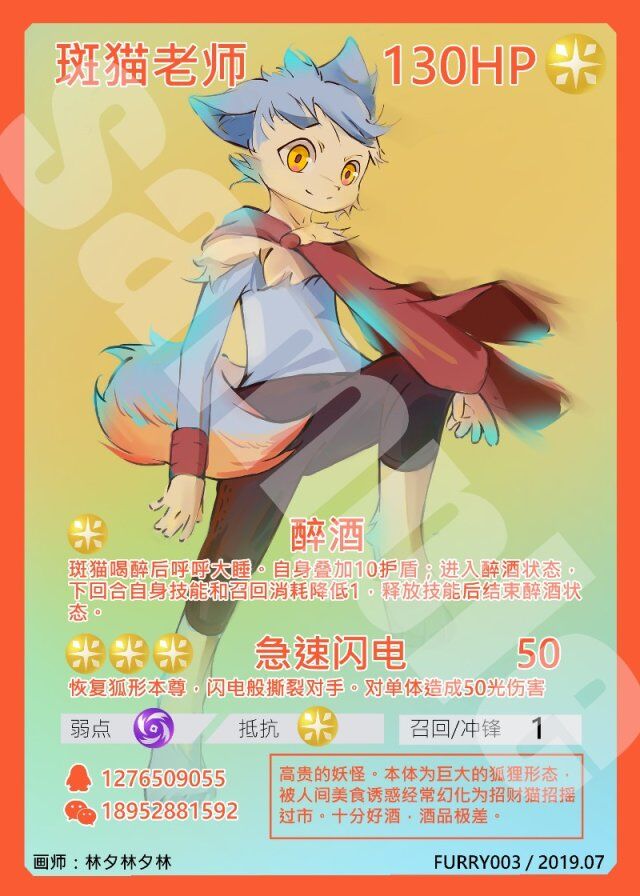 斑猫老师
130HP
醉酒
斑猫喝醉后呼呼大睡。自身叠加10护盾；进入醉酒状态，
下回合自身技能和召回消耗降低1，释放技能后结束醉酒状
态。
急速闪电 50
恢复狐形本尊，闪电般撕裂对手。对单体造成50光伤害
弱点 抵抗 召回/冲锋 1
1276509055
18952881592
高贵的妖怪。本体为巨大的狐狸形态，
被人间美食诱惑经常幻化为招财猫招摇
过市。十分好酒，酒品极差。
画师：林夕林夕林
FURRY003 / 2019.07
Sample